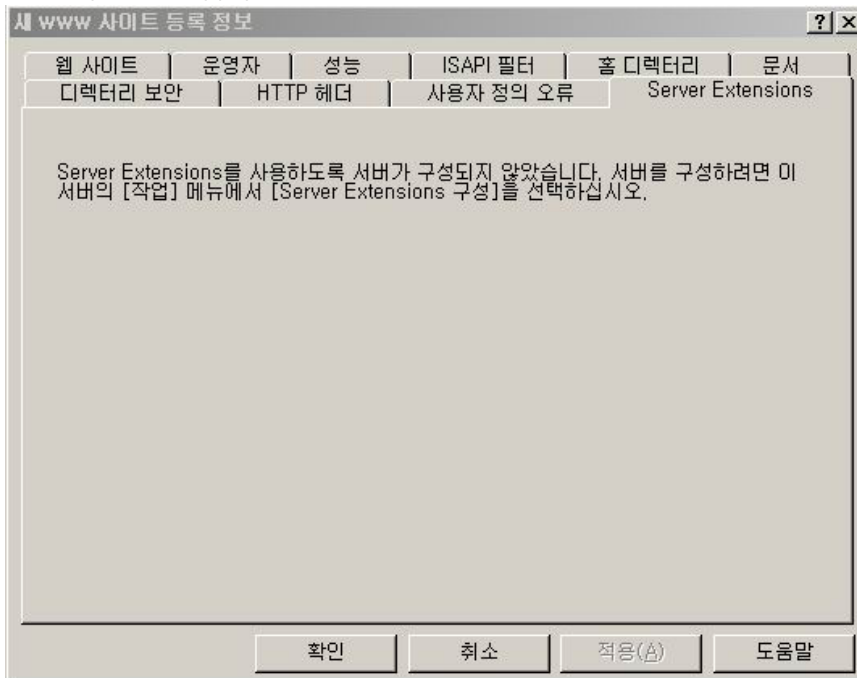 새 www 사이트 등록 정보
웹 사이트 운영자 성능 ISAPI 필터 홈 디렉터리 문서
디렉터리 보안 HTTP 헤더 사용자 정의 오류 Server Extensions
Server Extensions를 사용하도록 서버가 구성되지 않았습니다. 서버를 구성하려면 이
서버의 [작업] 메뉴에서 [Server Extensions 구성]을 선택하십시오.
확인 취소 적용(A) 도움말